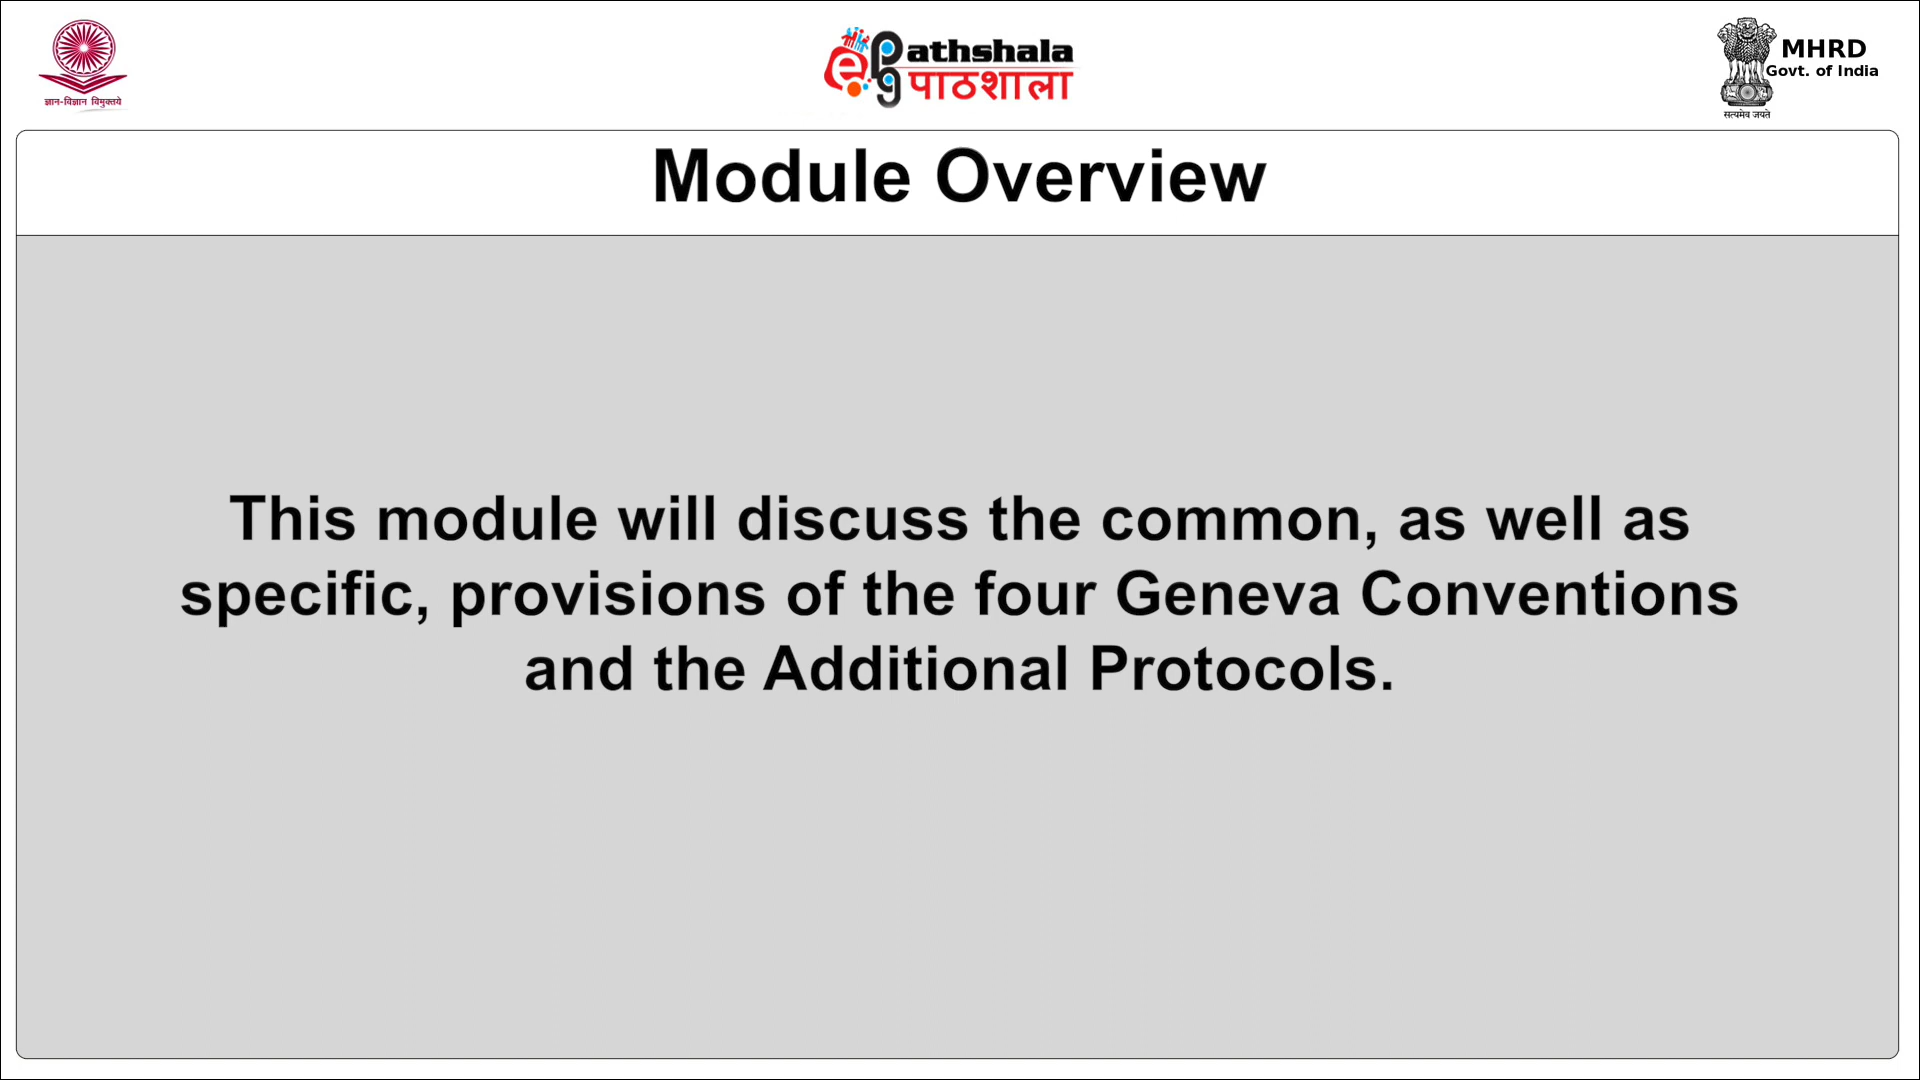 ज्ञान-विज्ञान विमुक्तये
ePathshala
पाठशाला
MHRD
Govt. of India
सत्यमेव जयते
Module Overview
This module will discuss the common, as well as
specific, provisions of the four Geneva Conventions
and the Additional Protocols.